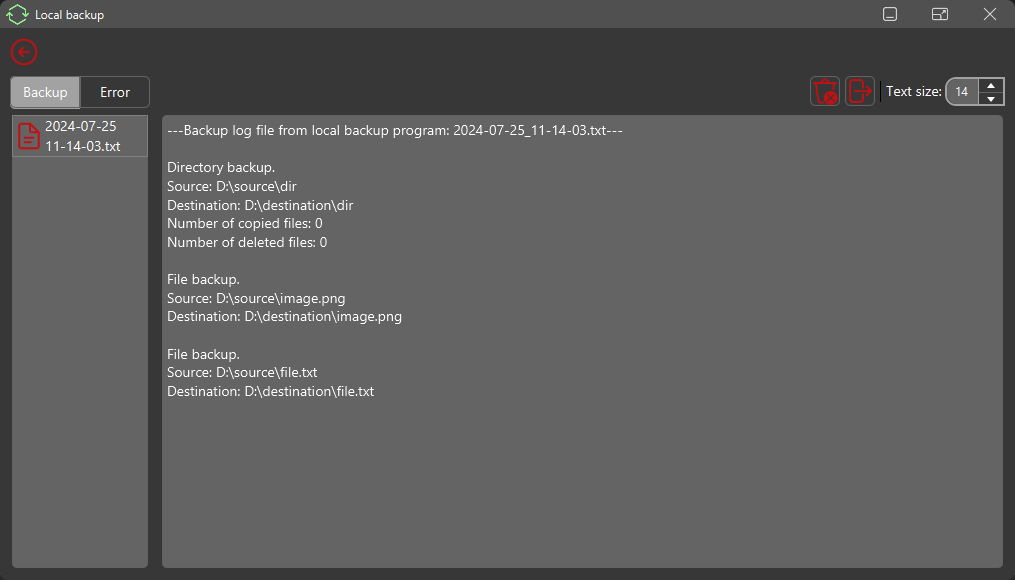 Local backup
Backup
Error
Text size:
14
2024-07-25
11-14-03.txt
---Backup log file from local backup program: 2024-07-25_11-14-03.txt---
Directory backup.
Source: D:\source\dir
Destination: D:\destination\dir
Number of copied files: 0
Number of deleted files: 0
File backup.
Source: D:\source\image.png
Destination: D:\destination\image.png
File backup.
Source: D:\source\file.txt
Destination: D:\destination\file.txt